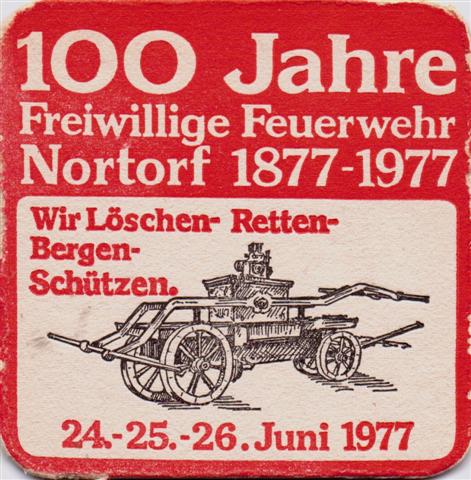 100 Jahre
Freiwillige Feuerwehr
Nortorf 1877-1977
Wir Löschen- Retten-
Bergen-
Schützen.
24.-25.-26. Juni 1977